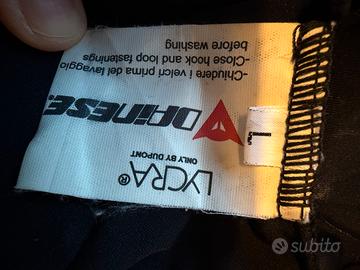 LYCRA®
ONLY BY DUPONT
DAINESE®
L
-Chiudere i velcri prima del lavaggio
-Close hook and loop fastenings
before washing
subito